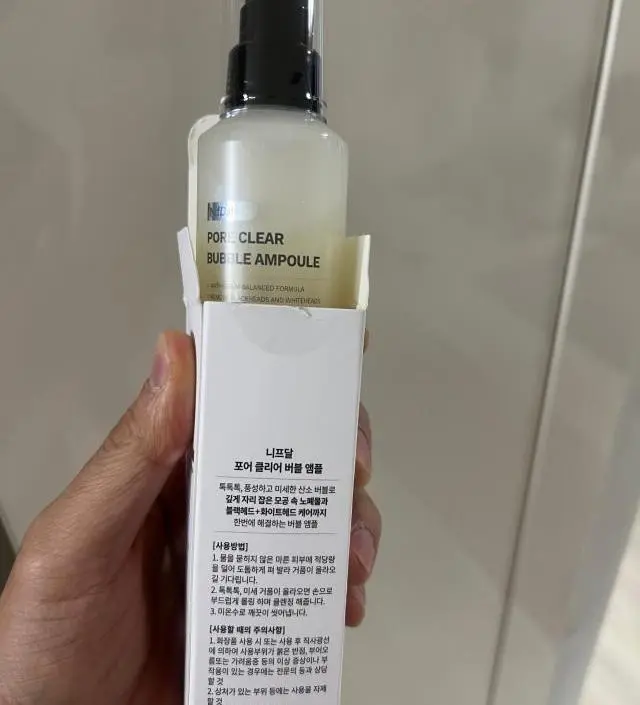 PORE CLEAR
BUBBLE AMPOULE
BALANCED FORMULA
BLACKHEADS AND WHITEHEADS
니프달
포어 클리어 버블 앰플
톡톡톡, 풍성하고 미세한 산소 버블로
깊게 자리 잡은 모공 속 노폐물과
블랙헤드+화이트헤드 케어까지
한번에 해결하는 버블 앰플
[사용방법]
1. 물을 묻히지 않은 마른 피부에 적당량
을 덜어 도톰하게 펴 발라 거품이 올라오
길 기다립니다.
2. 톡톡톡, 미세 거품이 올라오면 손으로
부드럽게 롤링 하며 클렌징 해줍니다.
3. 미온수로 깨끗이 씻어냅니다.
[사용할 때의 주의사항]
1. 화장품 사용 시 또는 사용 후 직사광선
에 의하여 사용부위가 붉은 반점, 부어오
름또는 가려움증 등의 이상 증상이나 부
작용이 있는 경우에는 전문의 등과 상담
할 것
2. 상처가 있는 부위 등에는 사용을 자제
할 것